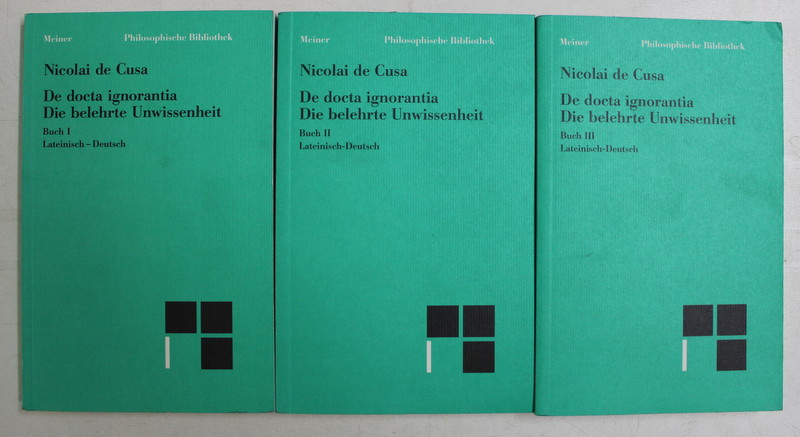 Meiner Philosophische Bibliothek
Nicolai de Cusa
De docta ignorantia
Die belehrte Unwissenheit
Buch I
Lateinisch – Deutsch
Meiner Philosophische Bibliothek
Nicolai de Cusa
De docta ignorantia
Die belehrte Unwissenheit
Buch II
Lateinisch-Deutsch
Meiner Philosophische Bibliothek
Nicolai de Cusa
De docta ignorantia
Die belehrte Unwissenheit
Buch III
Lateinisch-Deutsch